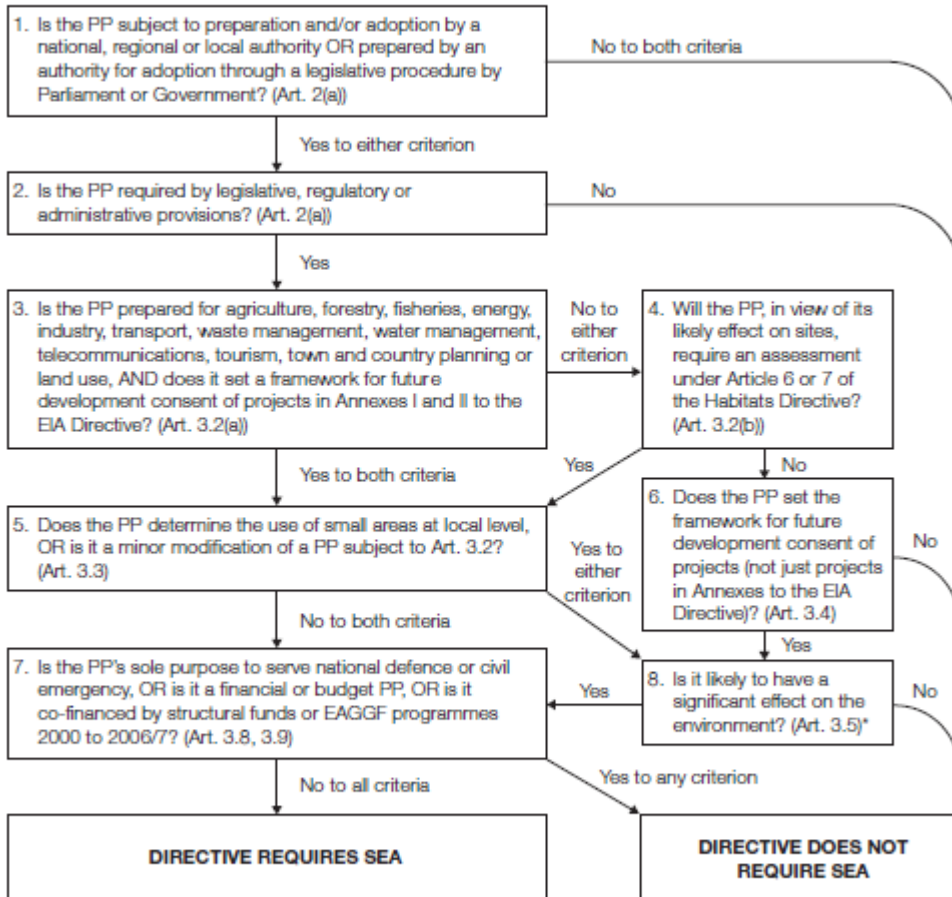 1. Is the PP subject to preparation and/or adoption by a
national, regional or local authority OR prepared by an
authority for adoption through a legislative procedure by
Parliament or Government? (Art. 2(a))
No to both criteria
Yes to either criterion
2. Is the PP required by legislative, regulatory or
administrative provisions? (Art. 2(a))
No
Yes
3. Is the PP prepared for agriculture, forestry, fisheries, energy,
industry, transport, waste management, water management,
telecommunications, tourism, town and country planning or
land use, AND does it set a framework for future
development consent of projects in Annexes I and II to the
EIA Directive? (Art. 3.2(a))
No to
either
criterion
4. Will the PP, in view of its
likely effect on sites,
require an assessment
under Article 6 or 7 of
the Habitats Directive?
(Art. 3.2(b))
Yes to both criteria
Yes
No
5. Does the PP determine the use of small areas at local level,
OR is it a minor modification of a PP subject to Art. 3.2?
(Art. 3.3)
Yes to
either
criterion
6. Does the PP set the
framework for future
development consent of
projects (not just projects
in Annexes to the EIA
Directive)? (Art. 3.4)
No
No to both criteria
Yes
7. Is the PP's sole purpose to serve national defence or civil
emergency, OR is it a financial or budget PP, OR is it
co-financed by structural funds or EAGGF programmes
2000 to 2006/7? (Art. 3.8, 3.9)
Yes
8. Is it likely to have a
significant effect on the
environment? (Art. 3.5)*
No
No to all criteria
Yes to any criterion
DIRECTIVE REQUIRES SEA
DIRECTIVE DOES NOT
REQUIRE SEA